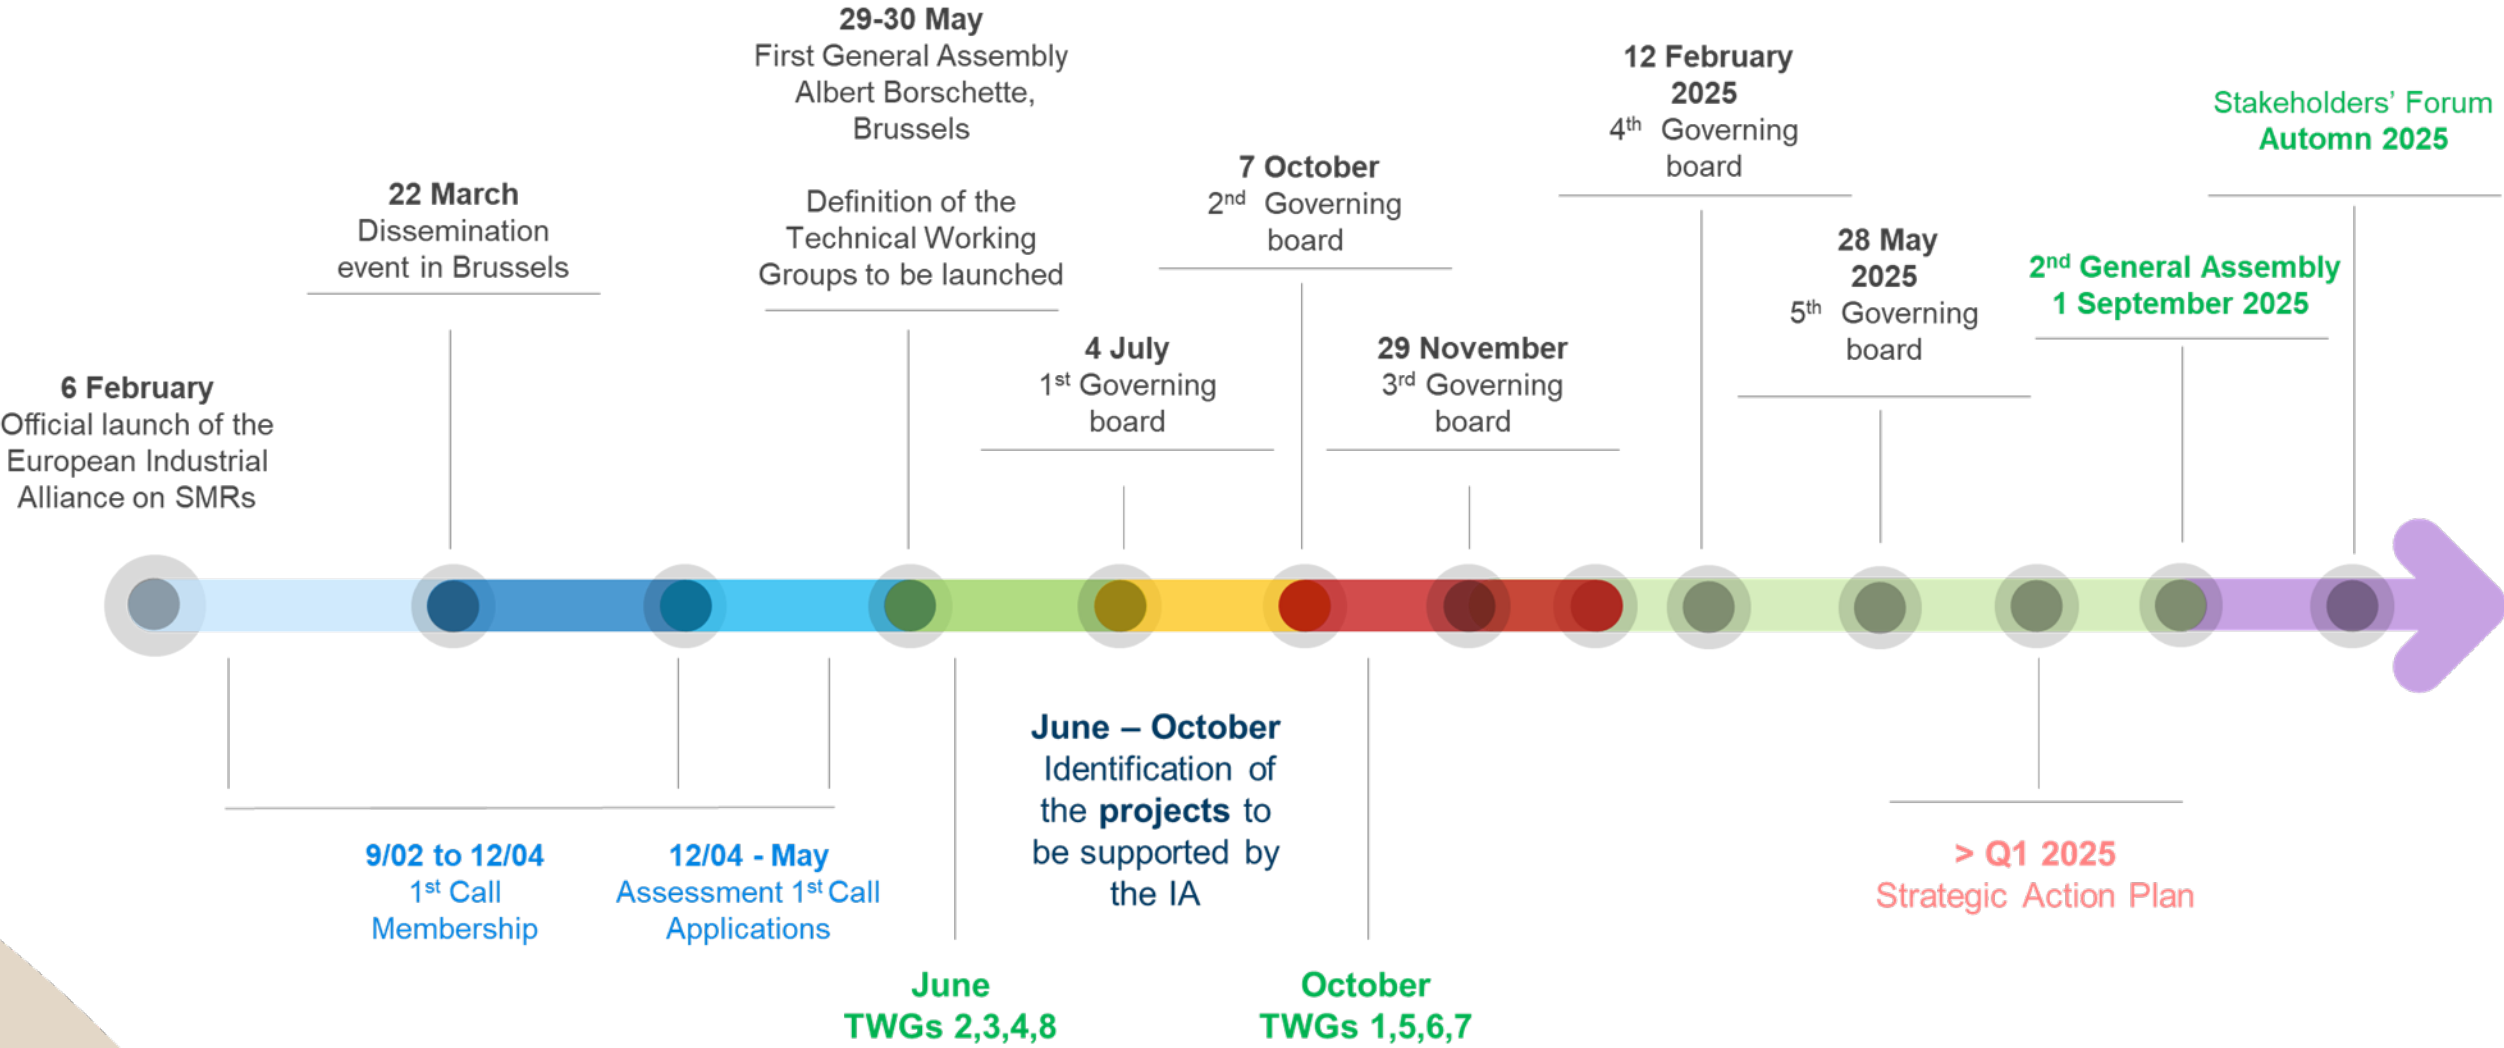 6 February
Official launch of the
European Industrial
Alliance on SMRs
22 March
Dissemination
event in Brussels
29-30 May
First General Assembly
Albert Borschette,
Brussels
Definition of the
Technical Working
Groups to be launched
4 July
1st Governing
board
7 October
2nd Governing
board
29 November
3rd Governing
board
12 February
2025
4th Governing
board
28 May
2025
5th Governing
board
2nd General Assembly
1 September 2025
Stakeholders’ Forum
Automn 2025
9/02 to 12/04
1st Call
Membership
12/04 - May
Assessment 1st Call
Applications
June
TWGs 2,3,4,8
June – October
Identification of
the projects to
be supported by
the IA
October
TWGs 1,5,6,7
> Q1 2025
Strategic Action Plan